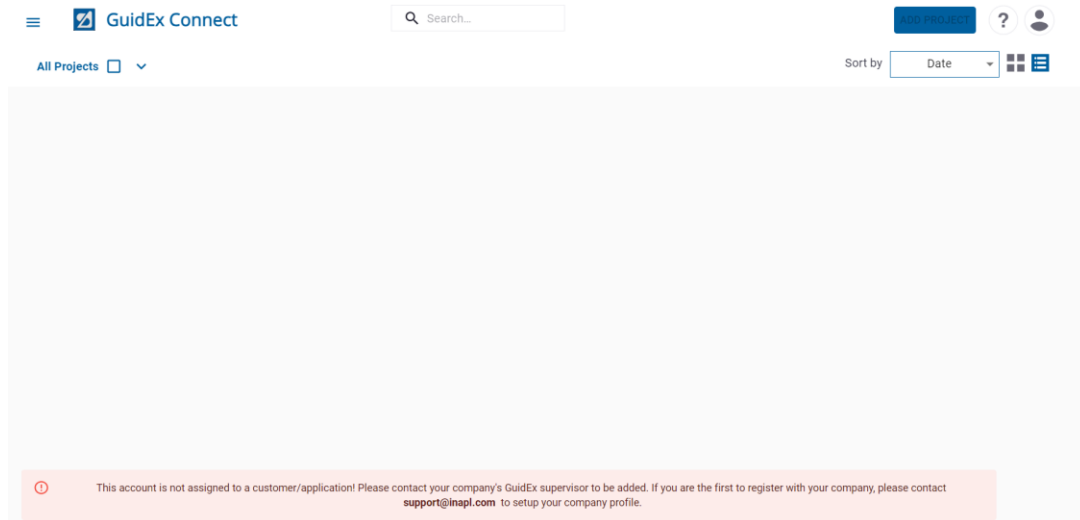 GuidEx Connect
Search...
ADD PROJECT
?
All Projects
Sort by
Date
This account is not assigned to a customer/application! Please contact your company's GuidEx supervisor to be added. If you are the first to register with your company, please contact
support@inapl.com to setup your company profile.